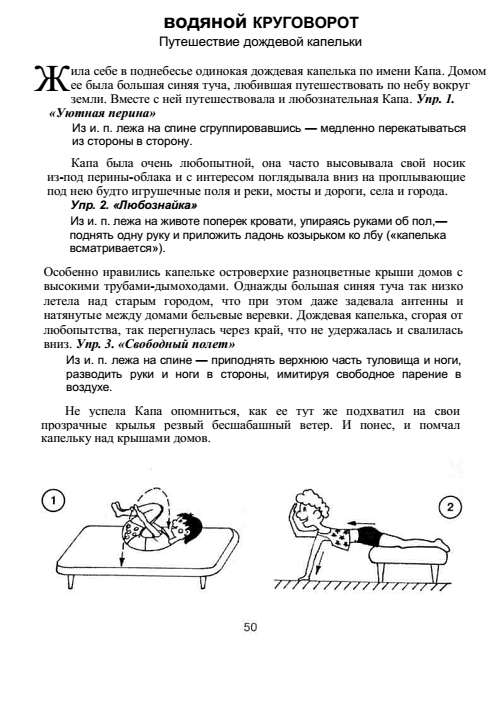 водяной КРУГОВОРОТ
Путешествие дождевой капельки
Жила себе в поднебесье одинокая дождевая капелька по имени Капа. Домом
ее была большая синяя туча, любившая путешествовать по небу вокруг
земли. Вместе с ней путешествовала и любознательная Капа. Упр. 1.
«Уютная перина»
Из и. п. лежа на спине сгруппировавшись — медленно перекатываться
из стороны в сторону.
Капа была очень любопытной, она часто высовывала свой носик
из-под перины-облака и с интересом поглядывала вниз на проплывающие
под нею будто игрушечные поля и реки, мосты и дороги, села и города.
Упр. 2. «Любознайка»
Из и. п. лежа на животе поперек кровати, упираясь руками об пол,—
поднять одну руку и приложить ладонь козырьком ко лбу («капелька
всматривается»).
Особенно нравились капельке островерхие разноцветные крыши домов с
высокими трубами-дымоходами. Однажды большая синяя туча так низко
летела над старым городом, что при этом даже задевала антенны и
натянутые между домами бельевые веревки. Дождевая капелька, сгорая от
любопытства, так перегнулась через край, что не удержалась и свалилась
вниз. Упр. 3. «Свободный полет»
Из и. п. лежа на спине — приподнять верхнюю часть туловища и ноги,
разводить руки и ноги в стороны, имитируя свободное парение в
воздухе.
Не успела Капа опомниться, как ее тут же подхватил на свои
прозрачные крылья резвый бесшабашный ветер. И понес, и помчал
капельку над крышами домов.
1
2
50